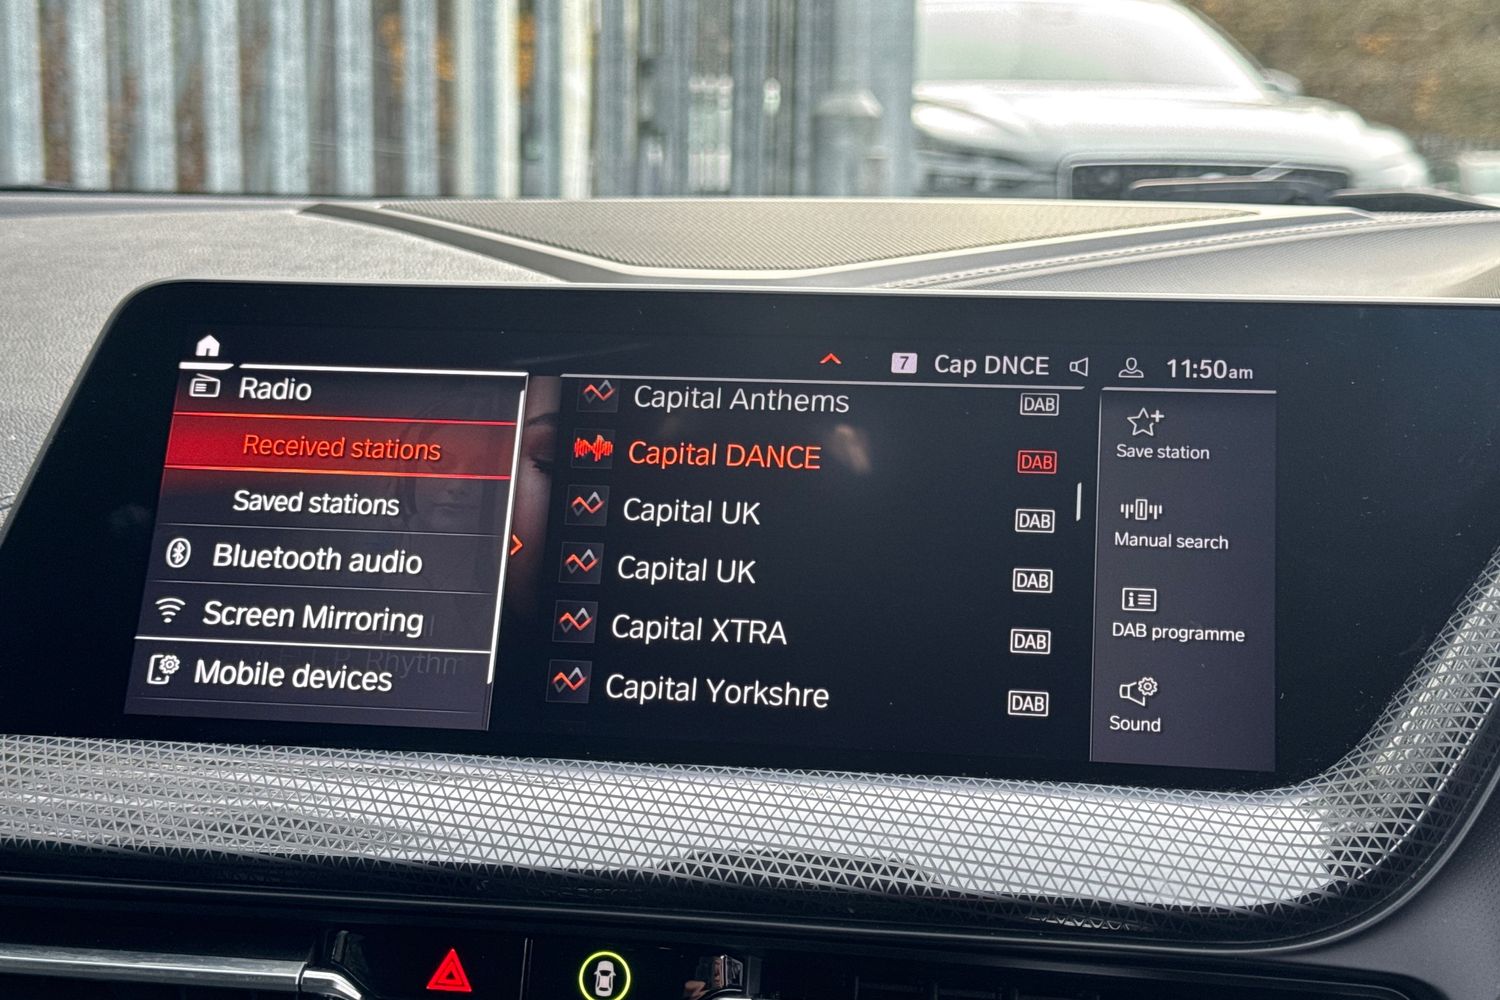 7 Cap DNCE 11:50am
Radio
Received stations
Saved stations
Bluetooth audio
Screen Mirroring
Mobile devices
Rhythm
Capital Anthems DAB
Capital DANCE DAB
Capital UK DAB
Capital UK DAB
Capital XTRA DAB
Capital Yorkshre DAB
Save station
Manual search
DAB programme
Sound